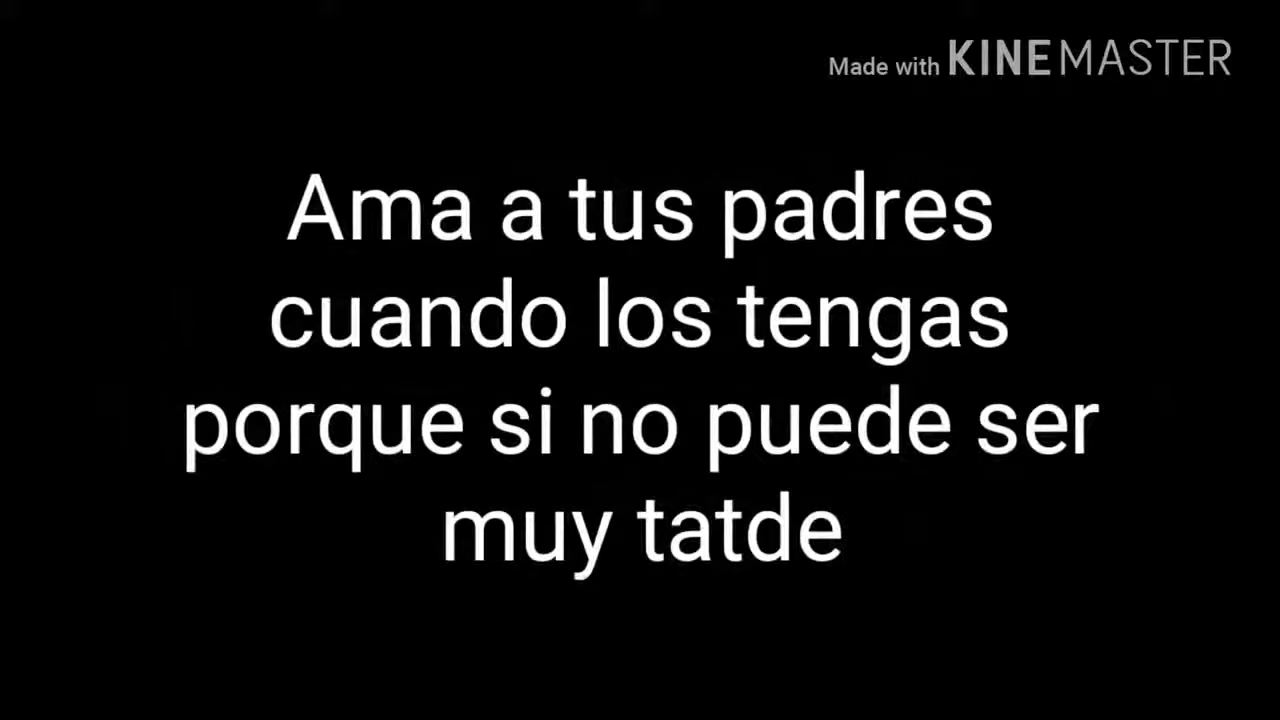 Made with KINEMASTER
Ama a tus padres
cuando los tengas
porque si no puede ser
muy tatde